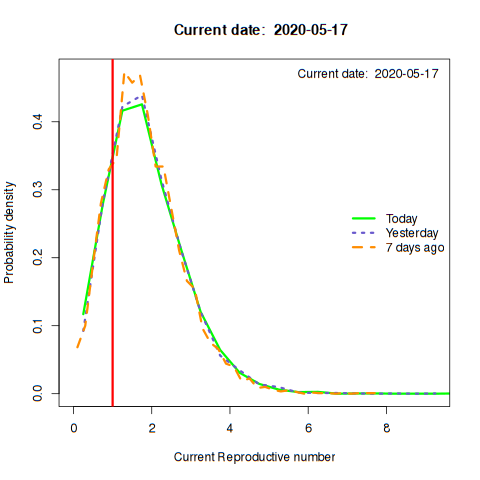 Current date:  2020-05-17
Current date:  2020-05-17
Probability density
0.4
0.3
0.2
0.1
0.0
Today
Yesterday
7 days ago
0 2 4 6 8
Current Reproductive number